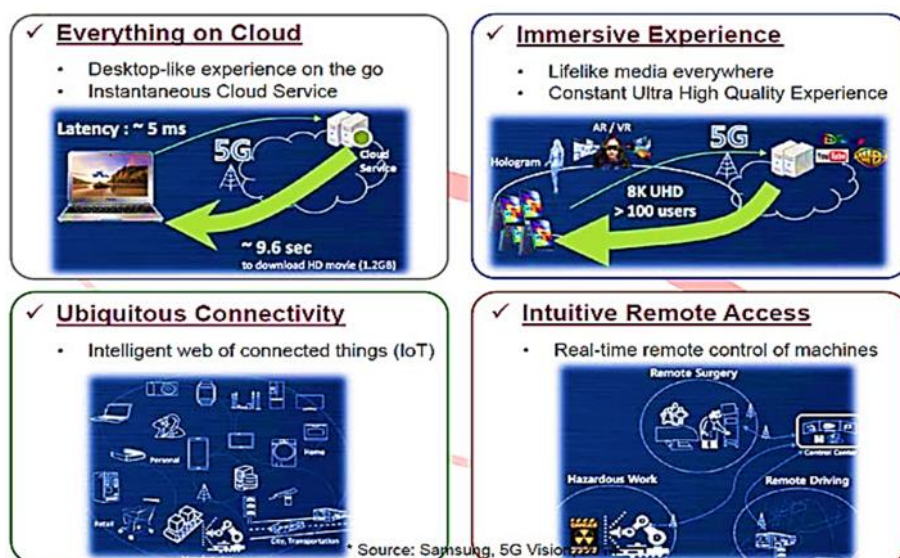 ✓ Everything on Cloud
• Desktop-like experience on the go
• Instantaneous Cloud Service
Latency : ~ 5 ms
5G
Cloud
Service
~ 9.6 sec
to download HD movie (1.2GB)
✓ Immersive Experience
• Lifelike media everywhere
• Constant Ultra High Quality Experience
AR / VR
Hologram
5G
YouTube
8K UHD
> 100 users
✓ Ubiquitous Connectivity
• Intelligent web of connected things (IoT)
Personal
Home
Retail
City, Transportation
✓ Intuitive Remote Access
• Real-time remote control of machines
Remote Surgery
Control Center
Hazardous Work
Remote Driving
* Source: Samsung, 5G Vision